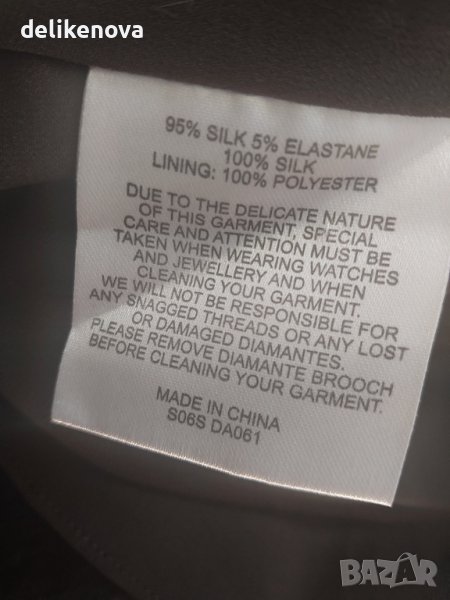 delikenova
95% SILK 5% ELASTANE
100% SILK
LINING: 100% POLYESTER
DUE TO THE DELICATE NATURE
OF THIS GARMENT, SPECIAL
CARE AND ATTENTION MUST BE
TAKEN WHEN WEARING WATCHES
AND JEWELLERY AND WHEN
CLEANING YOUR GARMENT.
WE WILL NOT BE RESPONSIBLE FOR
ANY SNAGGED THREADS OR ANY LOST
OR DAMAGED DIAMANTES.
PLEASE REMOVE DIAMANTE BROOCH
BEFORE CLEANING YOUR GARMENT.
MADE IN CHINA
S06S DA061
BAZAR